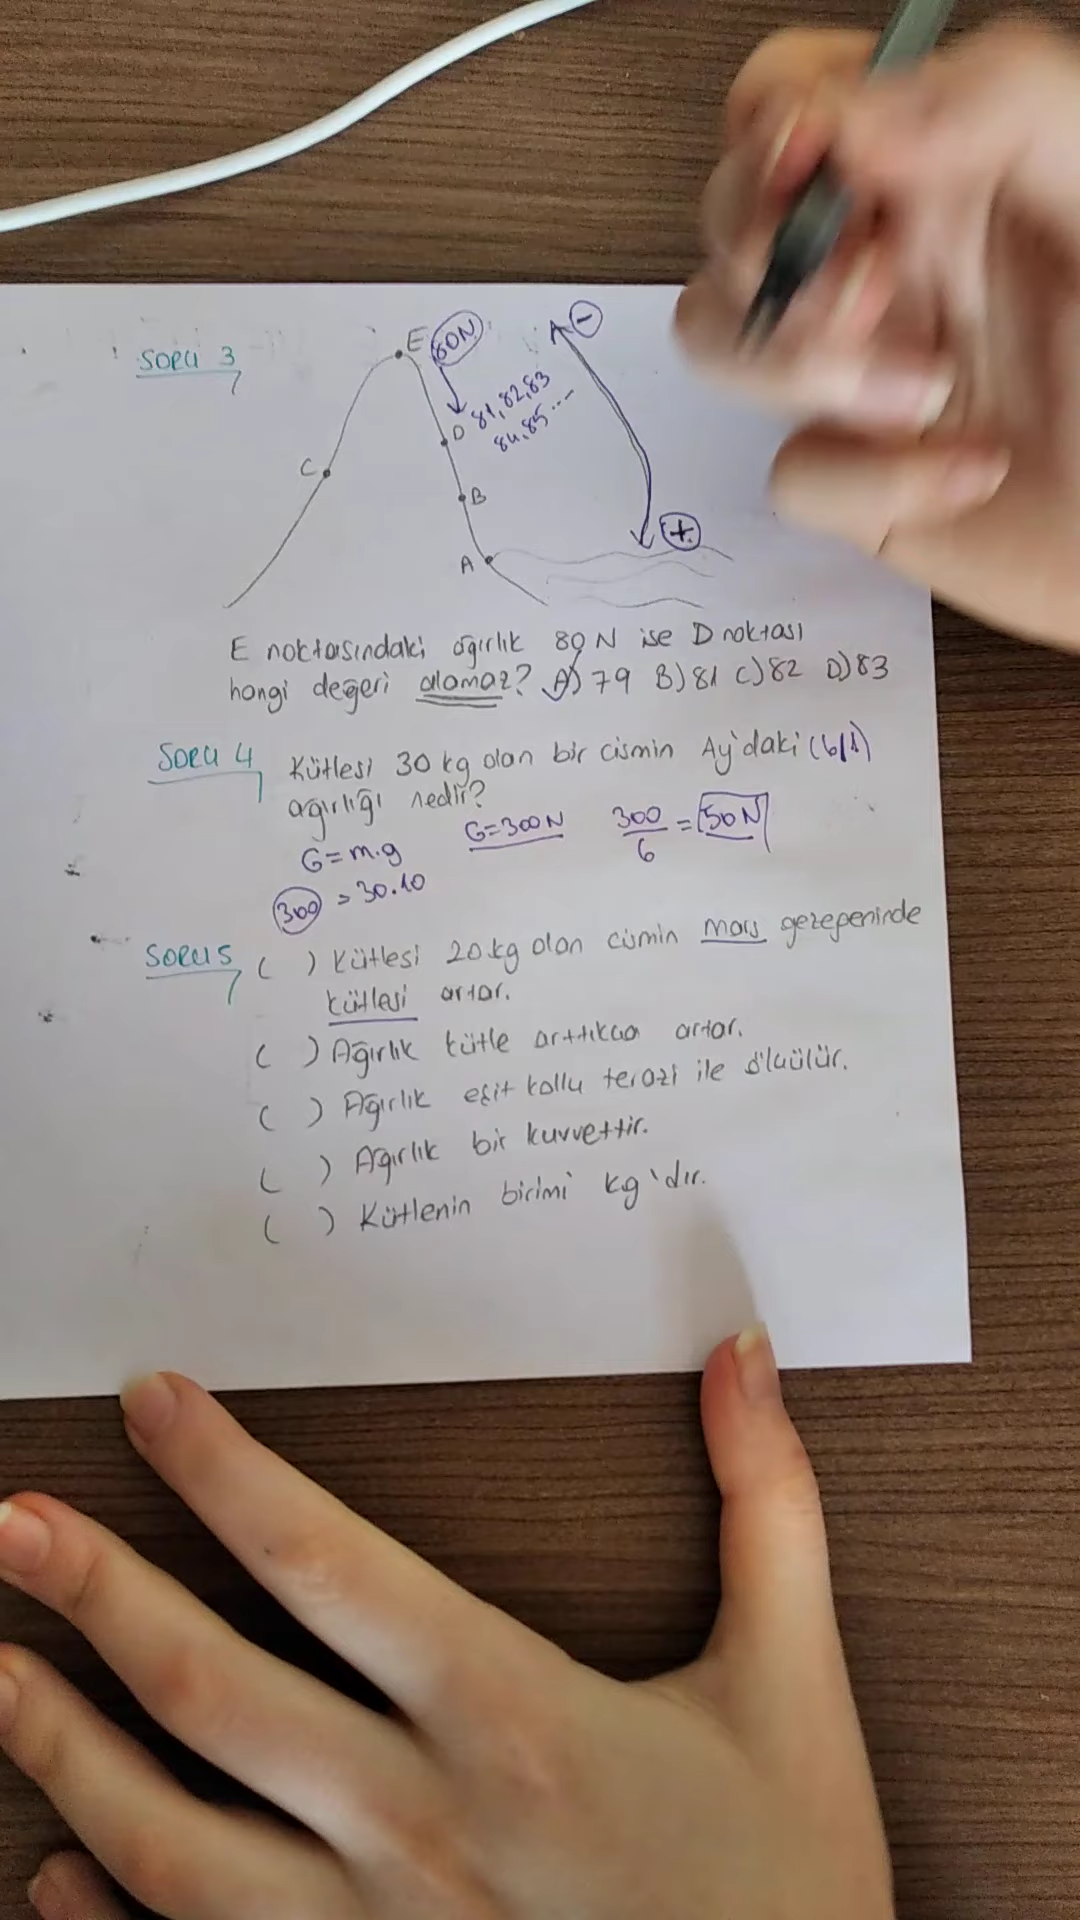 SORU 3
E 80N
81, 82, 83
84, 85 ...
D
C
B
A
−
+
E noktasındaki ağırlık 80 N ise D noktası
hangi değeri alamaz? A) 79 B) 81 C) 82 D) 83
SORU 4 Kütlesi 30 kg olan bir cismin Ay'daki (6/1)
ağırlığı nedir?
G = m.g G=300N 300/6 = 50 N
300 = 30.10
SORU 5 ( ) Kütlesi 20 kg olan cismin mars gezegeninde
kütlesi artar.
( ) Ağırlık kütle arttıkça artar.
( ) Ağırlık eşit kollu terazi ile ölçülür.
( ) Ağırlık bir kuvvettir.
( ) Kütlenin birimi kg'dır.